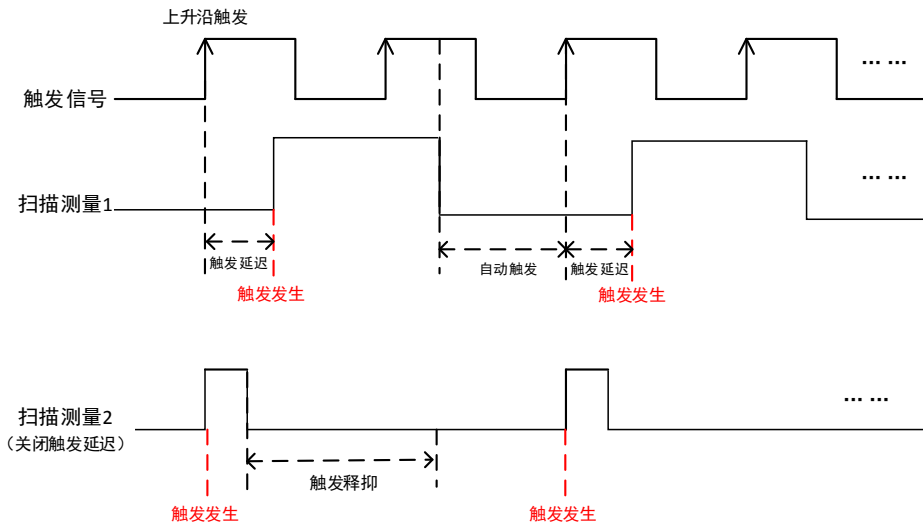 上升沿触发
触发信号
... ...
扫描测量1
... ...
触发延迟
自动触发
触发延迟
触发发生
触发发生
扫描测量2
（关闭触发延迟）
... ...
触发释抑
触发发生
触发发生